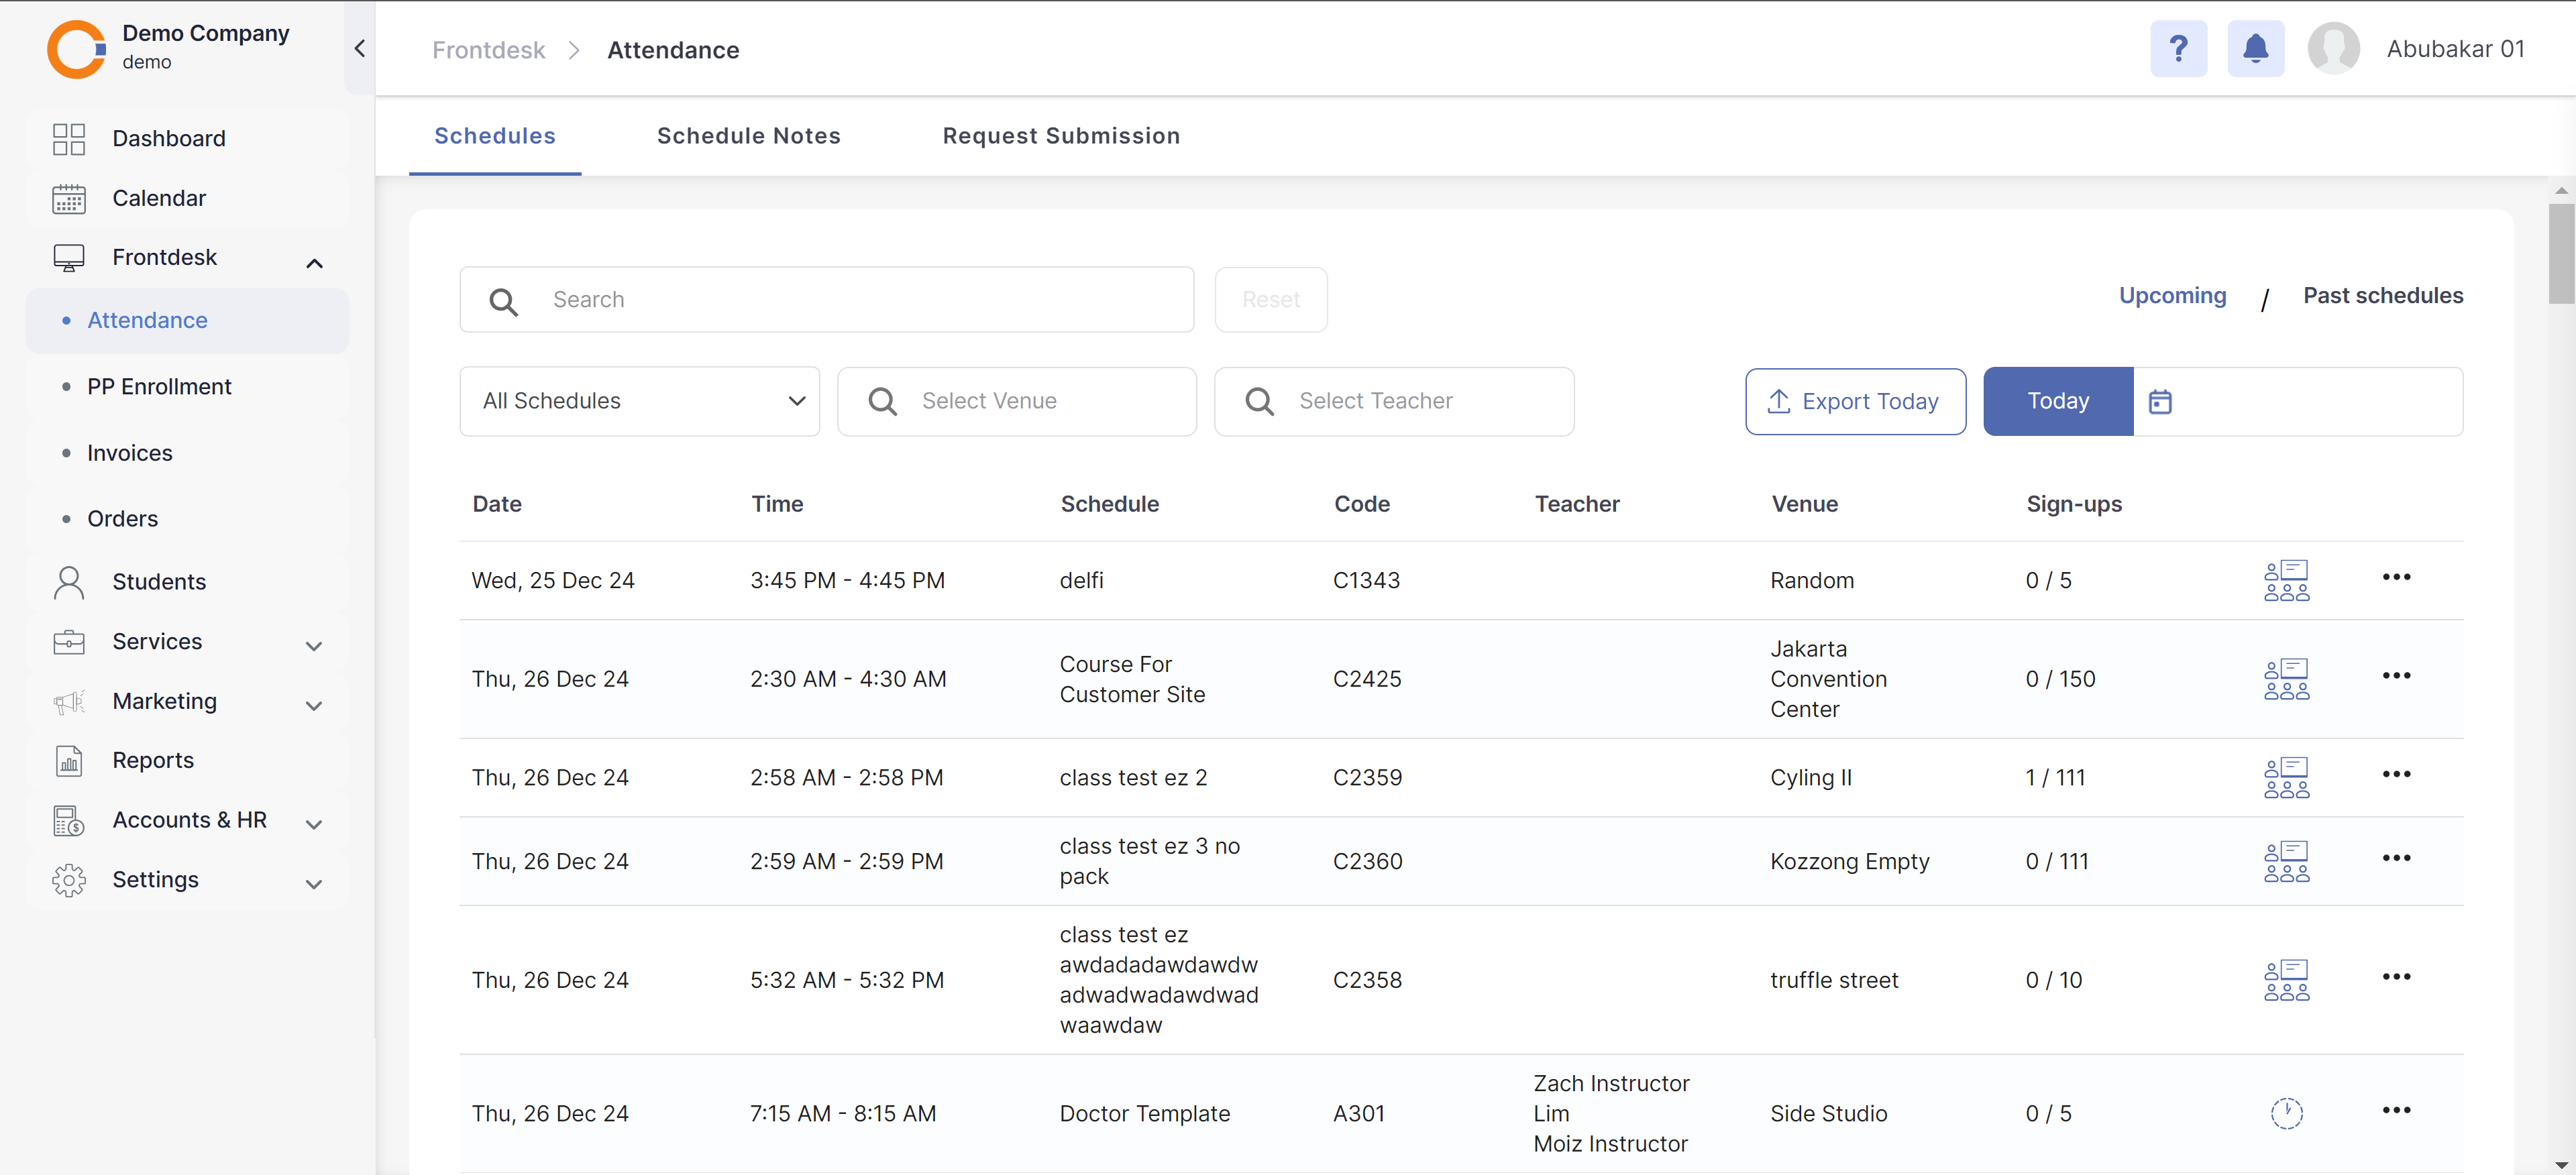 Demo Company
demo
Dashboard
Calendar
Frontdesk
Attendance
PP Enrollment
Invoices
Orders
Students
Services
Marketing
Reports
Accounts & HR
Settings
Frontdesk > Attendance
? Abubakar 01
Schedules Schedule Notes Request Submission
Search Reset Upcoming / Past schedules
All Schedules Select Venue Select Teacher Export Today Today
Date Time Schedule Code Teacher Venue Sign-ups
Wed, 25 Dec 24 3:45 PM - 4:45 PM delfi C1343 Random 0 / 5
Thu, 26 Dec 24 2:30 AM - 4:30 AM Course For
Customer Site C2425 Jakarta
Convention
Center 0 / 150
Thu, 26 Dec 24 2:58 AM - 2:58 PM class test ez 2 C2359 Cyling II 1 / 111
Thu, 26 Dec 24 2:59 AM - 2:59 PM class test ez 3 no
pack C2360 Kozzong Empty 0 / 111
Thu, 26 Dec 24 5:32 AM - 5:32 PM class test ez
awdadadawdawdw
adwadwadawdwad
waawdaw C2358 truffle street 0 / 10
Thu, 26 Dec 24 7:15 AM - 8:15 AM Doctor Template A301 Zach Instructor
Lim
Moiz Instructor Side Studio 0 / 5